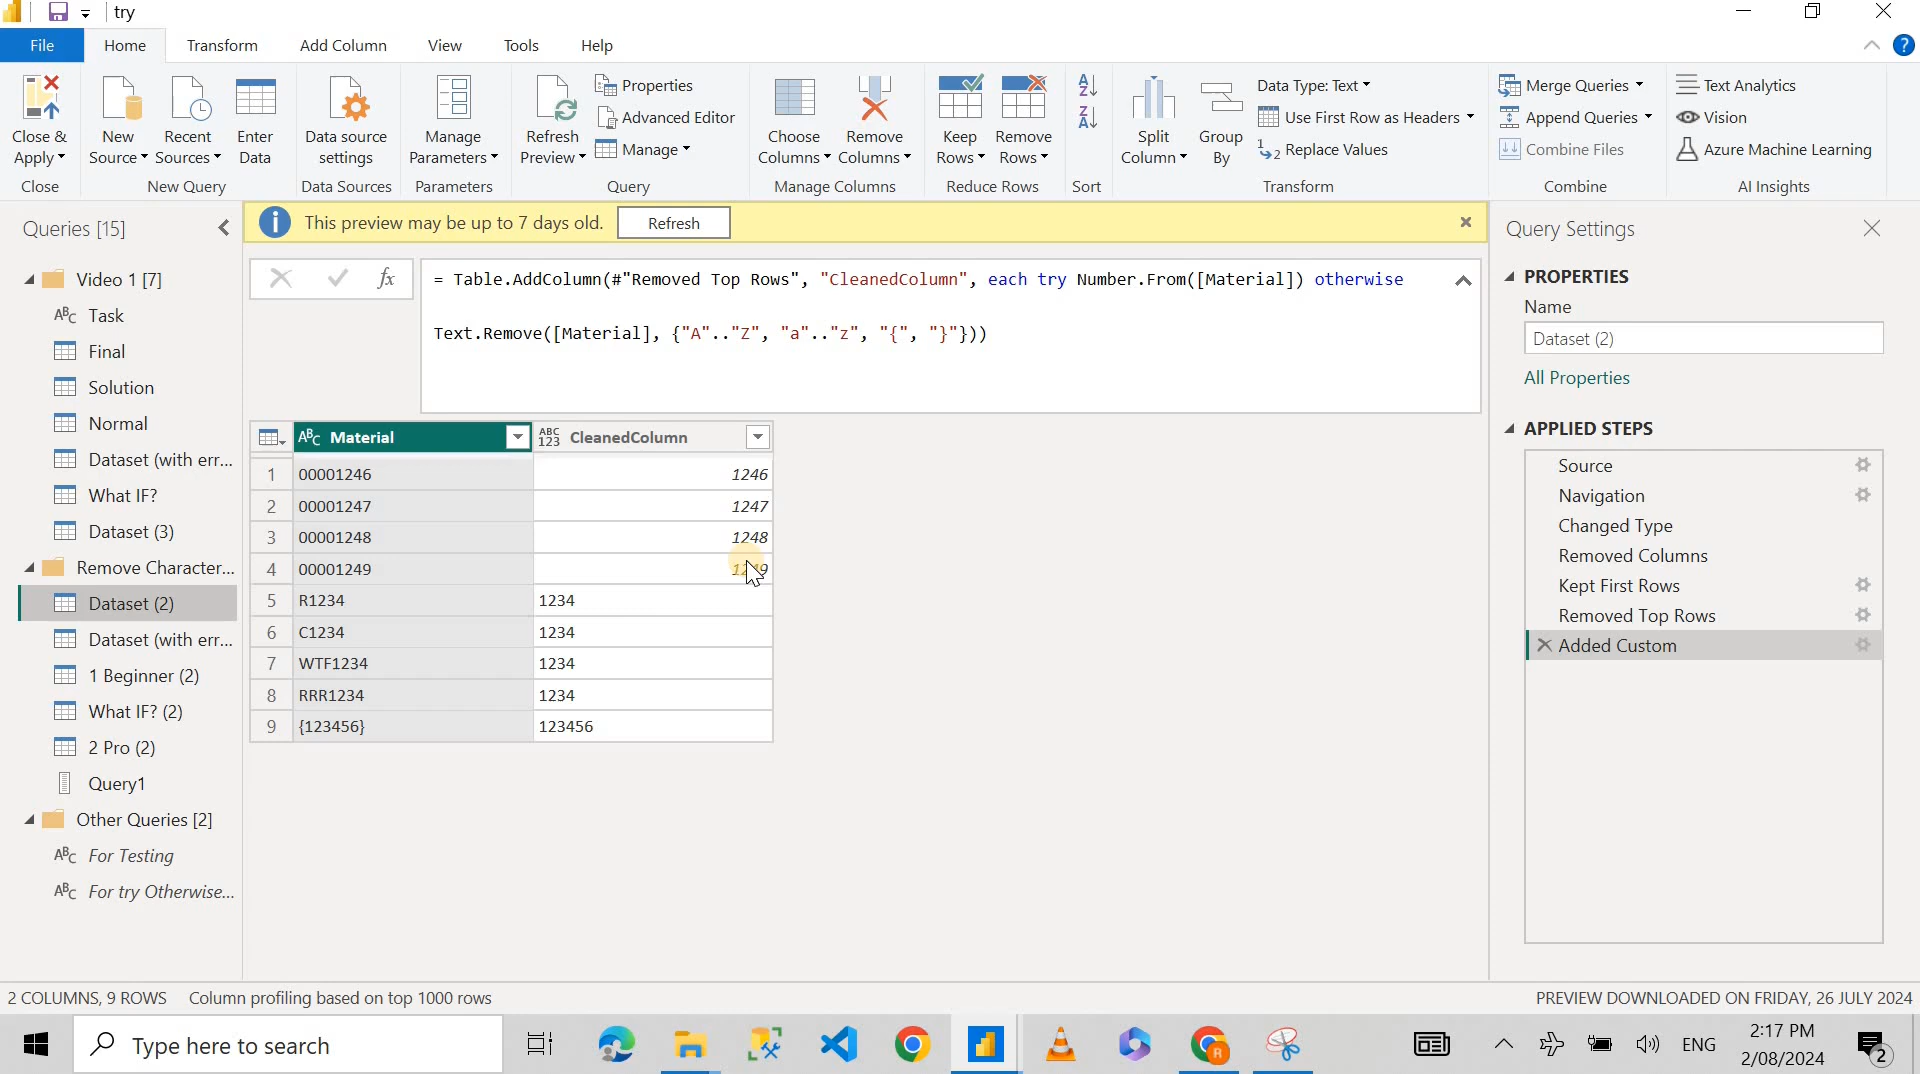 try
File Home Transform Add Column View Tools Help
Close & Apply
New Source
Recent Sources
Enter Data
Data source settings
Manage Parameters
Refresh Preview
Properties
Advanced Editor
Manage
Choose Columns
Remove Columns
Keep Rows
Remove Rows
Split Column
Group By
Data Type: Text
Use First Row as Headers
Replace Values
Merge Queries
Append Queries
Combine Files
Text Analytics
Vision
Azure Machine Learning
Close New Query Data Sources Parameters Query Manage Columns Reduce Rows Sort Transform Combine AI Insights
Queries [15]
Video 1 [7]
ABC Task
Final
Solution
Normal
Dataset (with err...
What IF?
Dataset (3)
Remove Character...
Dataset (2)
Dataset (with err...
1 Beginner (2)
What IF? (2)
2 Pro (2)
Query1
Other Queries [2]
ABC For Testing
ABC For try Otherwise...
This preview may be up to 7 days old. Refresh
fx
= Table.AddColumn(#"Removed Top Rows", "CleanedColumn", each try Number.From([Material]) otherwise
Text.Remove([Material], {"A".."Z", "a".."z", "{", "}"}))
ABC Material ABC 123 CleanedColumn
1 00001246 1246
2 00001247 1247
3 00001248 1248
4 00001249 1249
5 R1234 1234
6 C1234 1234
7 WTF1234 1234
8 RRR1234 1234
9 {123456} 123456
Query Settings
PROPERTIES
Name
Dataset (2)
All Properties
APPLIED STEPS
Source
Navigation
Changed Type
Removed Columns
Kept First Rows
Removed Top Rows
Added Custom
2 COLUMNS, 9 ROWS Column profiling based on top 1000 rows
PREVIEW DOWNLOADED ON FRIDAY, 26 JULY 2024
Type here to search
R
ENG
2:17 PM
2/08/2024
2